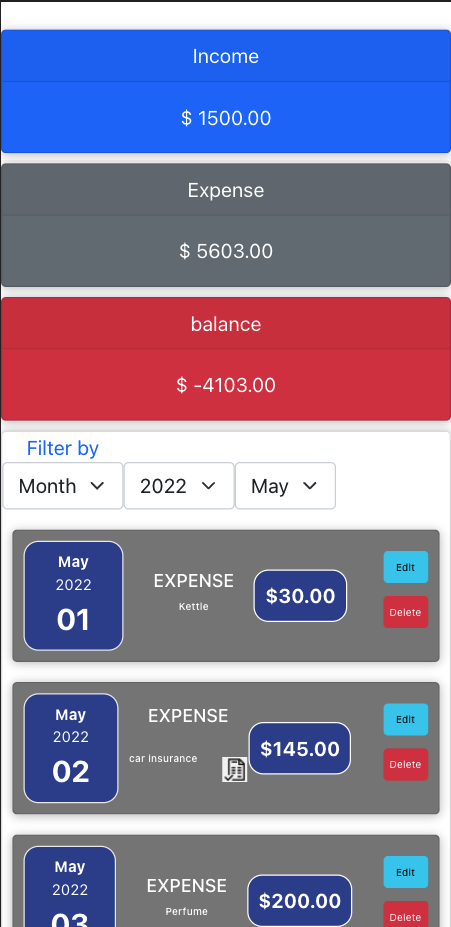 Income
$ 1500.00
Expense
$ 5603.00
balance
$ -4103.00
Filter by
Month 2022 May
May
2022
01
EXPENSE
Kettle
$30.00
Edit
Delete
May
2022
02
EXPENSE
car insurance
$145.00
Edit
Delete
May
2022
03
EXPENSE
Perfume
$200.00
Edit
Delete